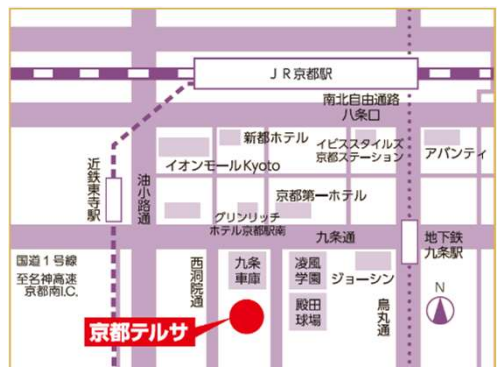 JR京都駅
南北自由通路
八条口
新都ホテル
イビススタイルズ
京都ステーション
アバンティ
イオンモールKyoto
近鉄東寺駅
油小路通
京都第一ホテル
グリンリッチ
ホテル京都駅南
九条通
地下鉄
九条駅
国道1号線
至名神高速
京都南I.C.
西洞院通
九条
車庫
凌風
学園
ジョーシン
殿田
球場
烏丸通
N
京都テルサ